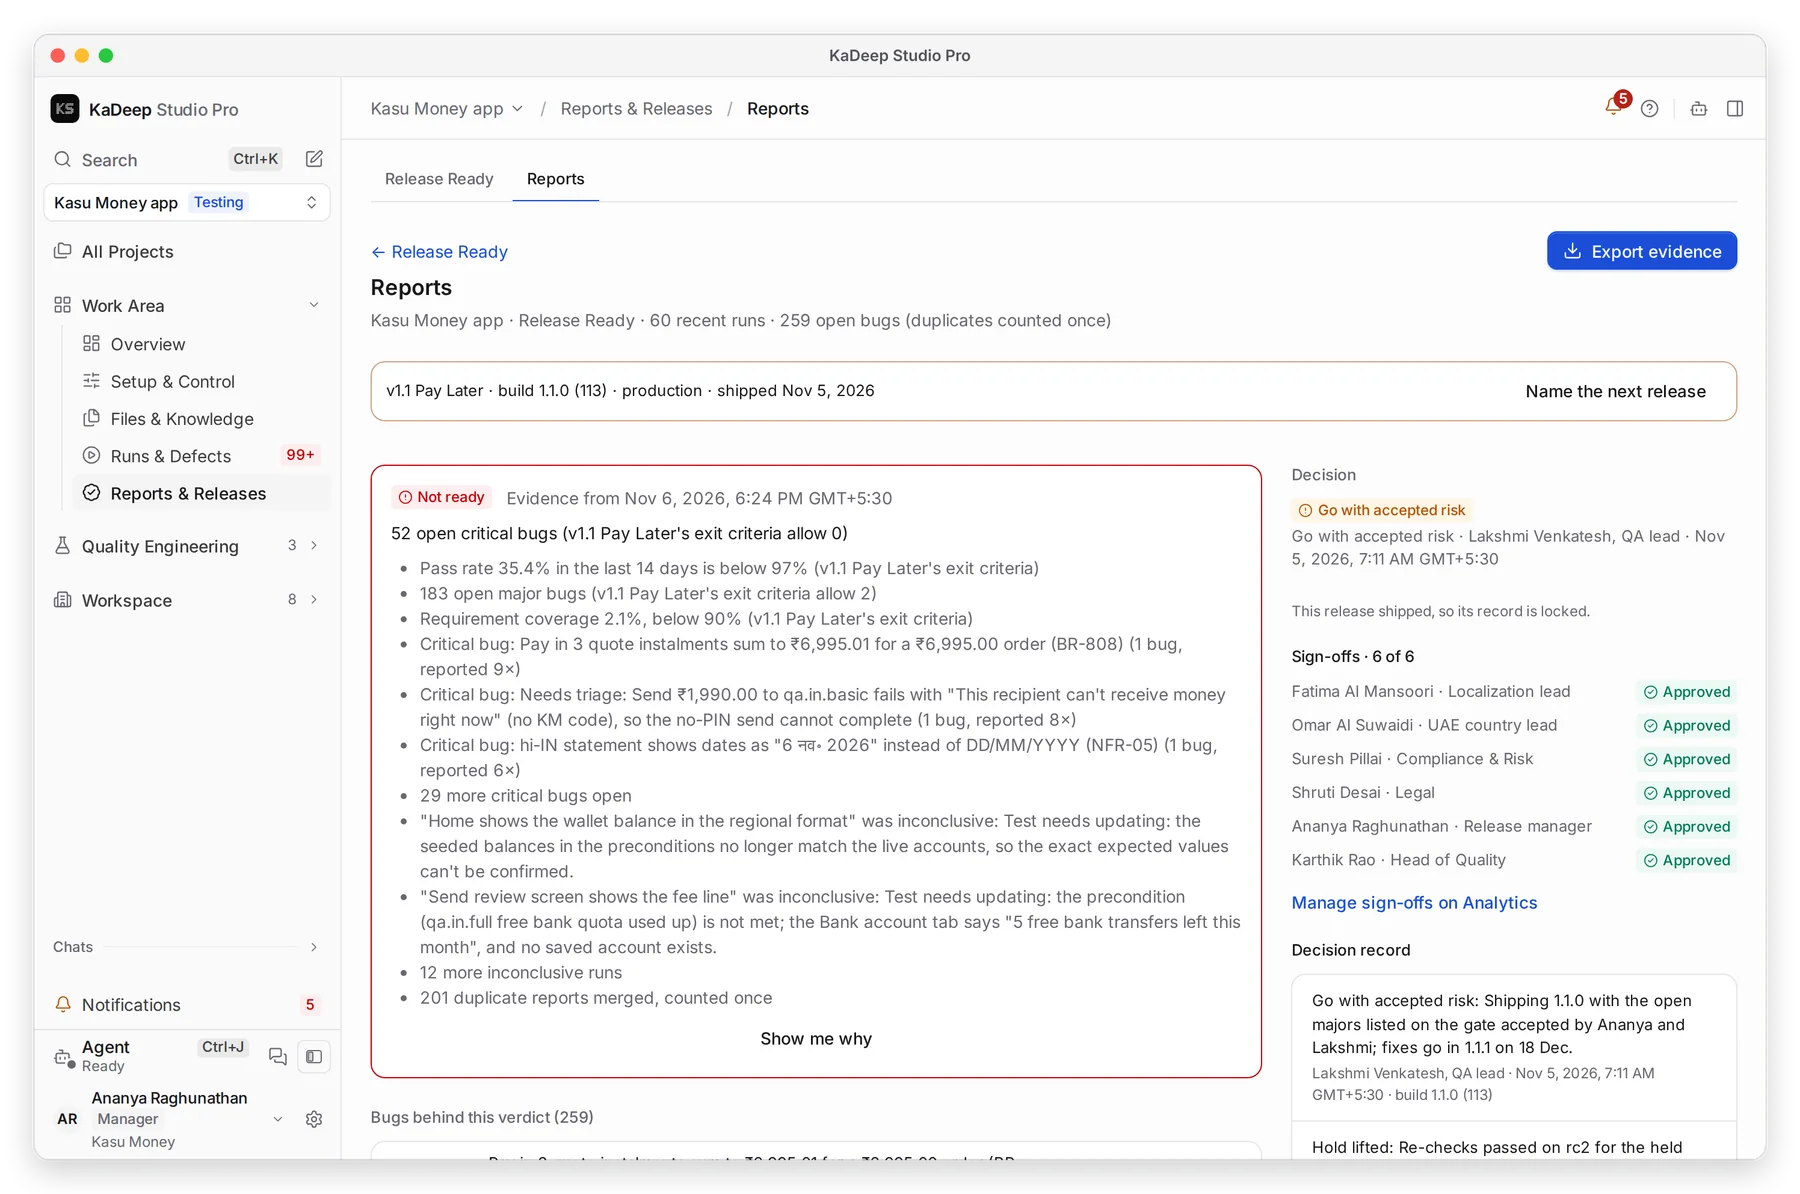 KaDeep Studio Pro
KS KaDeep Studio Pro
Search Ctrl+K
Kasu Money app Testing
All Projects
Work Area
Overview
Setup & Control
Files & Knowledge
Runs & Defects 99+
Reports & Releases
Quality Engineering 3
Workspace 8
Chats
Notifications 5
Agent Ctrl+J
Ready
AR
Ananya Raghunathan
Manager
Kasu Money
Kasu Money app / Reports & Releases / Reports
5
Release Ready Reports
← Release Ready
Export evidence
Reports
Kasu Money app · Release Ready · 60 recent runs · 259 open bugs (duplicates counted once)
v1.1 Pay Later · build 1.1.0 (113) · production · shipped Nov 5, 2026
Name the next release
Not ready Evidence from Nov 6, 2026, 6:24 PM GMT+5:30
52 open critical bugs (v1.1 Pay Later's exit criteria allow 0)
• Pass rate 35.4% in the last 14 days is below 97% (v1.1 Pay Later's exit criteria)
• 183 open major bugs (v1.1 Pay Later's exit criteria allow 2)
• Requirement coverage 2.1%, below 90% (v1.1 Pay Later's exit criteria)
• Critical bug: Pay in 3 quote instalments sum to ₹6,995.01 for a ₹6,995.00 order (BR-808) (1 bug,
reported 9×)
• Critical bug: Needs triage: Send ₹1,990.00 to qa.in.basic fails with "This recipient can't receive money
right now" (no KM code), so the no-PIN send cannot complete (1 bug, reported 8×)
• Critical bug: hi-IN statement shows dates as "6 नव॰ 2026" instead of DD/MM/YYYY (NFR-05) (1 bug,
reported 6×)
• 29 more critical bugs open
• "Home shows the wallet balance in the regional format" was inconclusive: Test needs updating: the
seeded balances in the preconditions no longer match the live accounts, so the exact expected values
can't be confirmed.
• "Send review screen shows the fee line" was inconclusive: Test needs updating: the precondition
(qa.in.full free bank quota used up) is not met; the Bank account tab says "5 free bank transfers left this
month", and no saved account exists.
• 12 more inconclusive runs
• 201 duplicate reports merged, counted once
Show me why
Bugs behind this verdict (259)
Decision
Go with accepted risk
Go with accepted risk · Lakshmi Venkatesh, QA lead · Nov
5, 2026, 7:11 AM GMT+5:30
This release shipped, so its record is locked.
Sign-offs · 6 of 6
Fatima Al Mansoori · Localization lead Approved
Omar Al Suwaidi · UAE country lead Approved
Suresh Pillai · Compliance & Risk Approved
Shruti Desai · Legal Approved
Ananya Raghunathan · Release manager Approved
Karthik Rao · Head of Quality Approved
Manage sign-offs on Analytics
Decision record
Go with accepted risk: Shipping 1.1.0 with the open
majors listed on the gate accepted by Ananya and
Lakshmi; fixes go in 1.1.1 on 18 Dec.
Lakshmi Venkatesh, QA lead · Nov 5, 2026, 7:11 AM
GMT+5:30 · build 1.1.0 (113)
Hold lifted: Re-checks passed on rc2 for the held